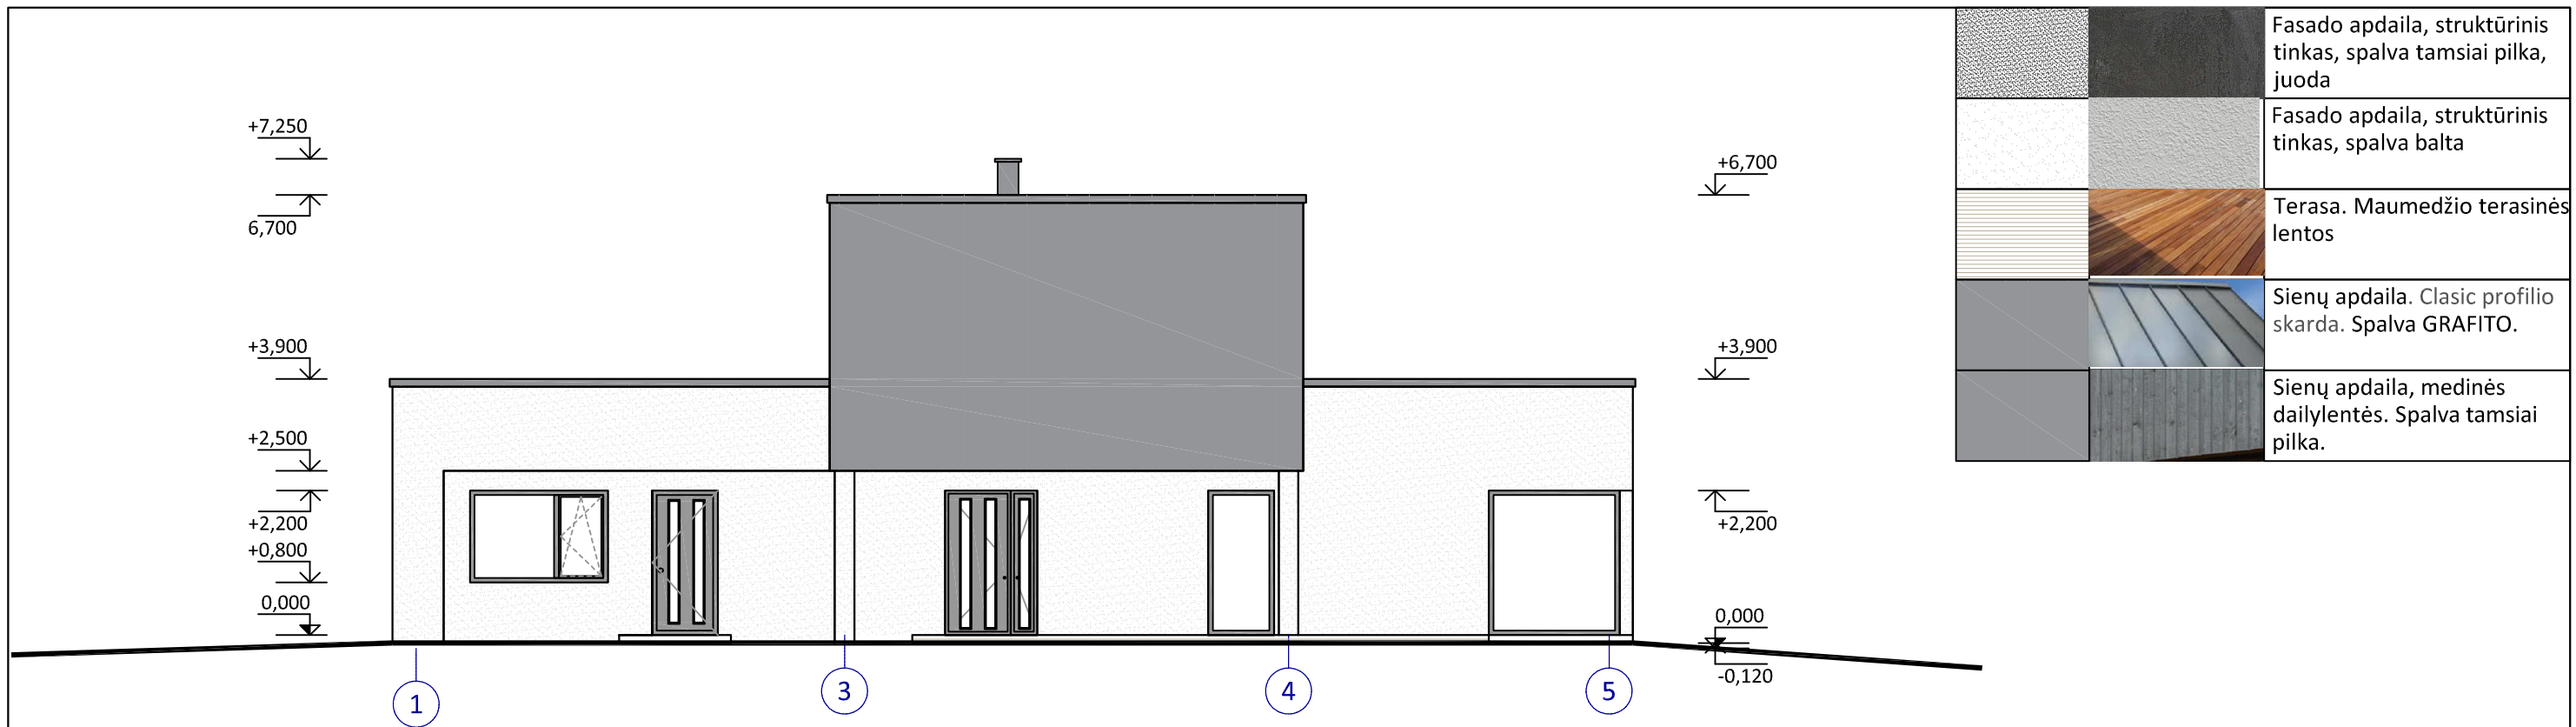 +7,250
6,700
+3,900
+2,500
+2,200
+0,800
0,000
+6,700
+3,900
+2,200
0,000
-0,120
1
3
4
5
Fasado apdaila, struktūrinis
tinkas, spalva tamsiai pilka,
juoda
Fasado apdaila, struktūrinis
tinkas, spalva balta
Terasa. Maumedžio terasinės
lentos
Sienų apdaila. Clasic profilio
skarda. Spalva GRAFITO.
Sienų apdaila, medinės
dailylentės. Spalva tamsiai
pilka.